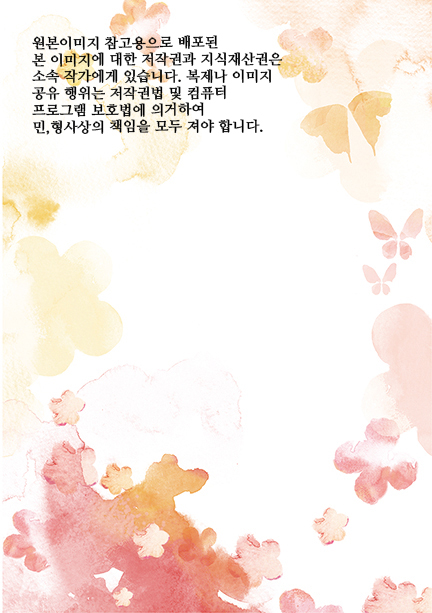 원본이미지 참고용으로 배포된
본 이미지에 대한 저작권과 지식재산권은
소속 작가에게 있습니다. 복제나 이미지
공유 행위는 저작권법 및 컴퓨터
프로그램 보호법에 의거하여
민,형사상의 책임을 모두 져야 합니다.